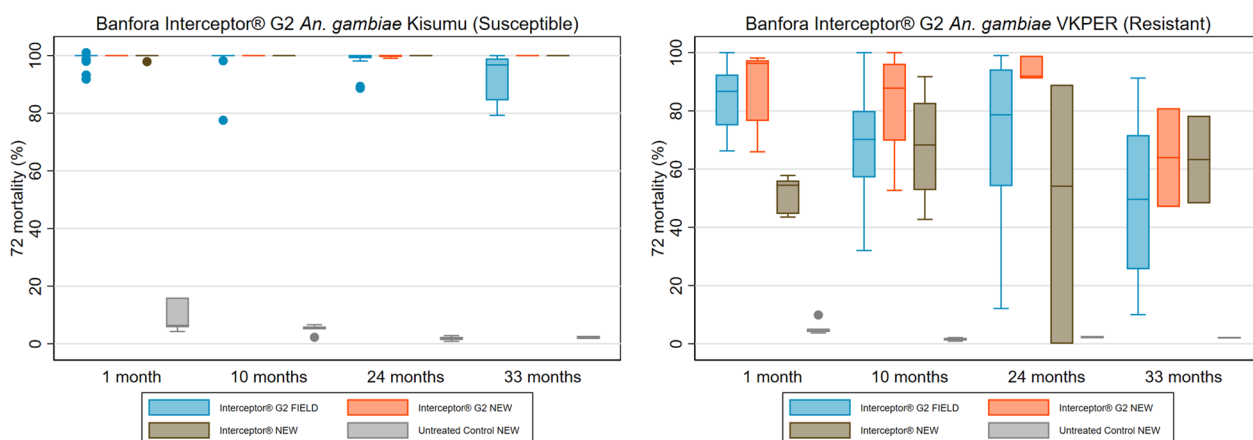 Banfora Interceptor® G2 An. gambiae Kisumu (Susceptible)
72 mortality (%)
100
80
60
40
20
0
1 month 10 months 24 months 33 months
Interceptor® G2 FIELD Interceptor® G2 NEW
Interceptor® NEW Untreated Control NEW
Banfora Interceptor® G2 An. gambiae VKPER (Resistant)
72 mortality (%)
100
80
60
40
20
0
1 month 10 months 24 months 33 months
Interceptor® G2 FIELD Interceptor® G2 NEW
Interceptor® NEW Untreated Control NEW